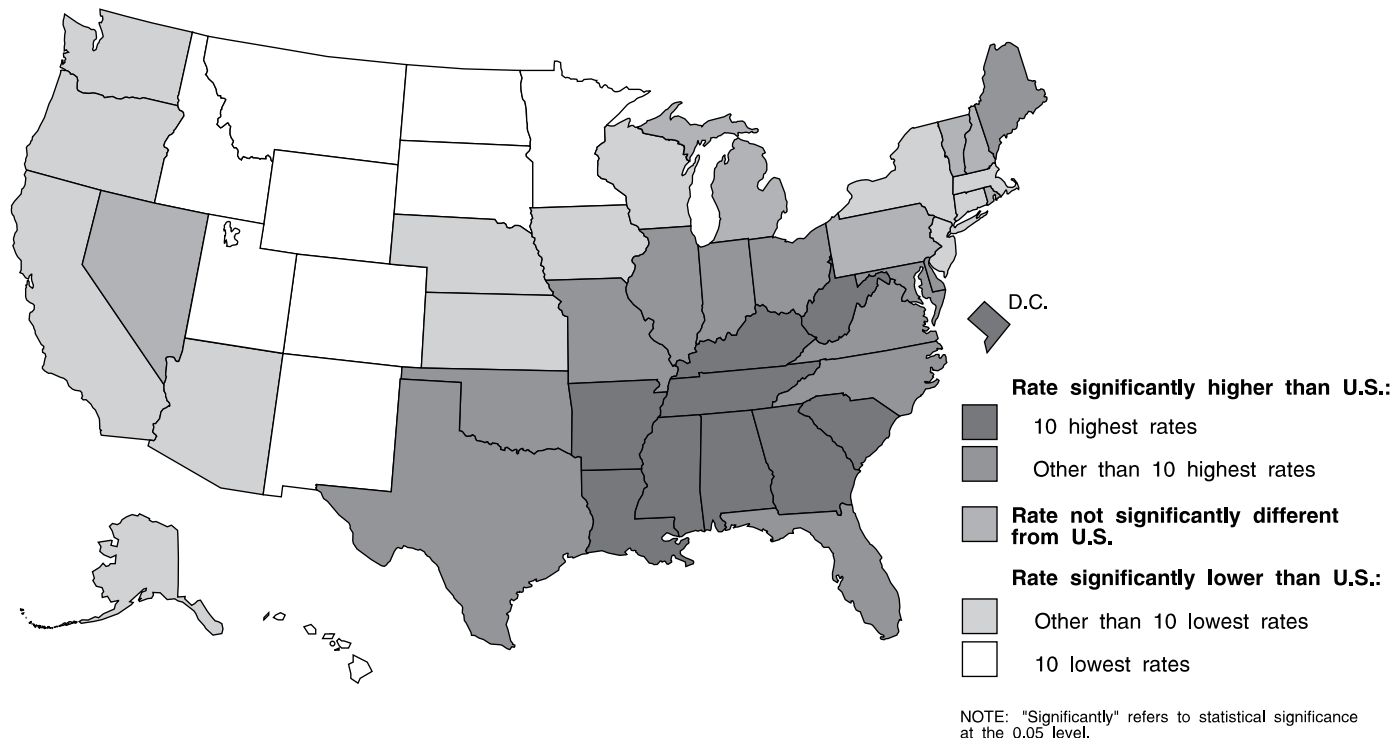 D.C.
Rate significantly higher than U.S.:
10 highest rates
Other than 10 highest rates
Rate not significantly different
from U.S.
Rate significantly lower than U.S.:
Other than 10 lowest rates
10 lowest rates
NOTE: "Significantly" refers to statistical significance
at the 0.05 level.